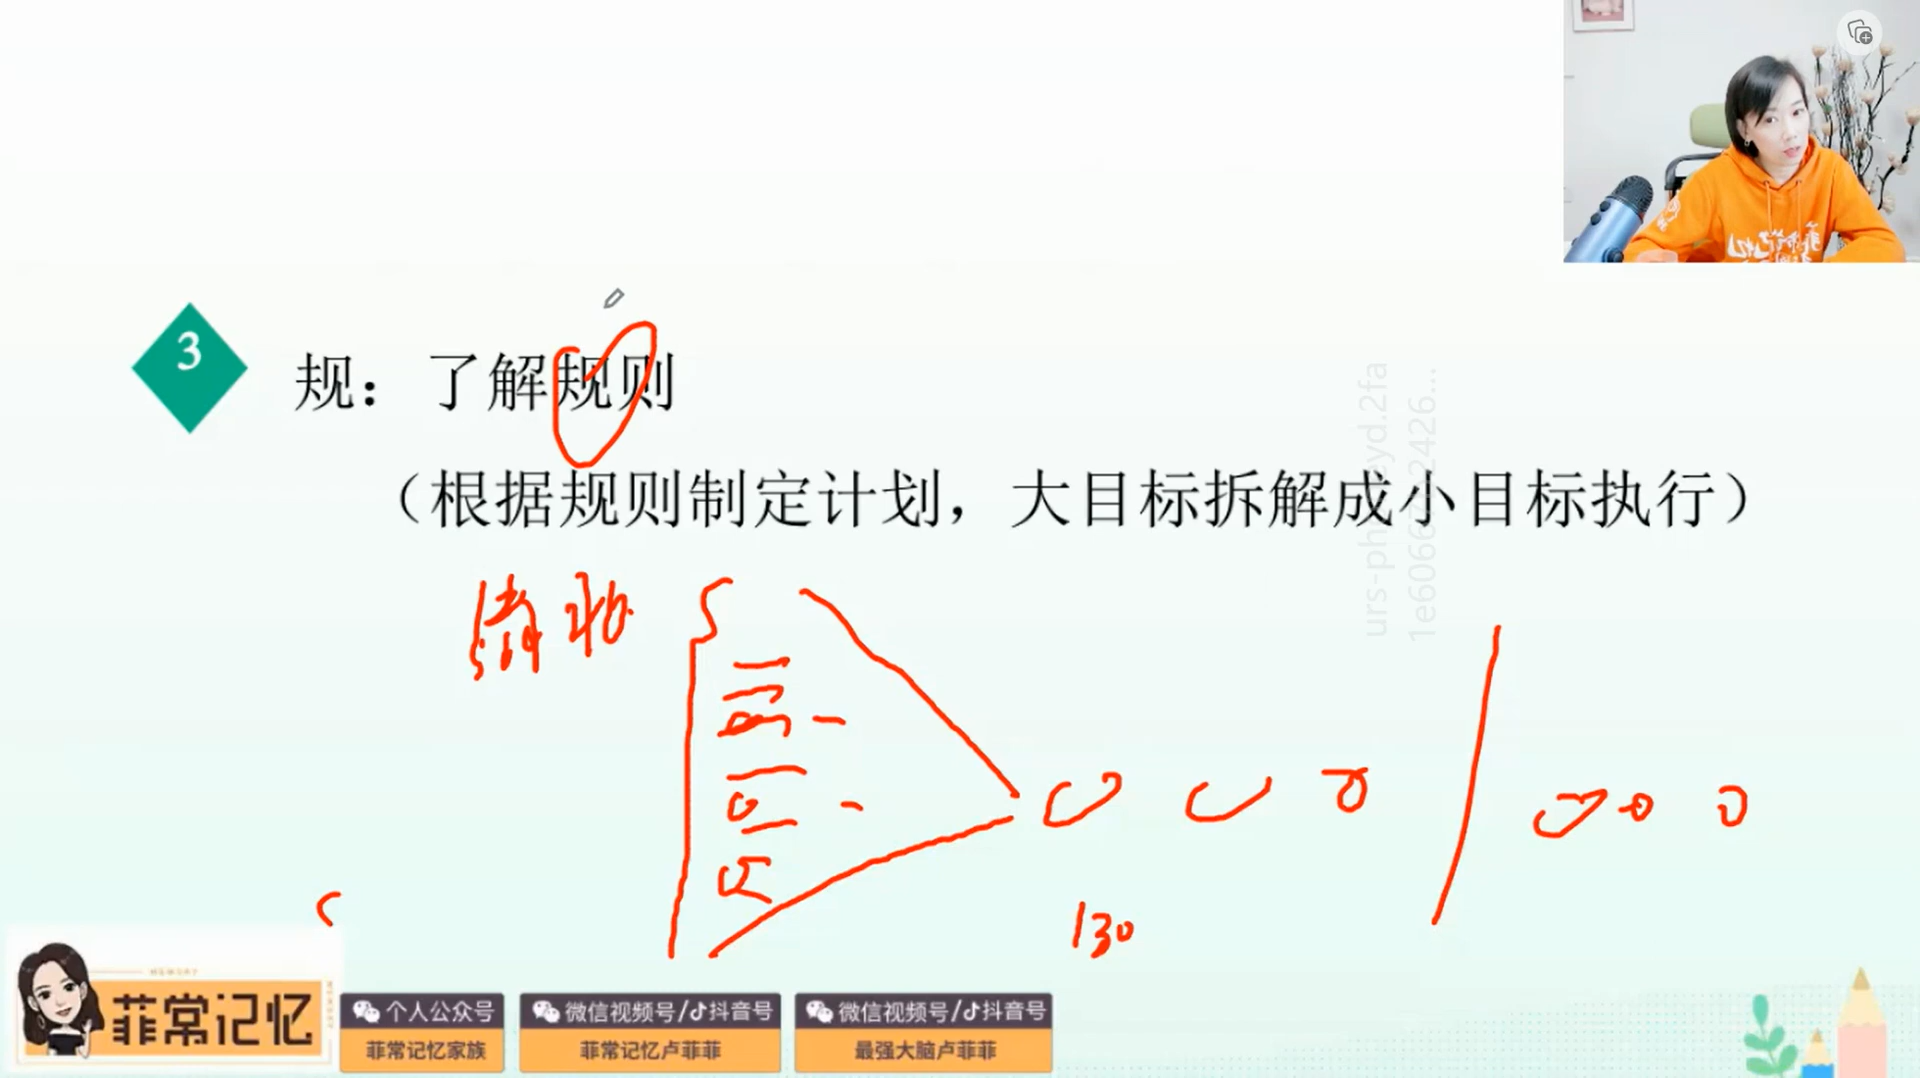 3
规：了解规则
（根据规则制定计划，大目标拆解成小目标执行）
130
菲常记忆
个人公众号
菲常记忆家族
微信视频号/抖音号
菲常记忆卢菲菲
微信视频号/抖音号
最强大脑卢菲菲